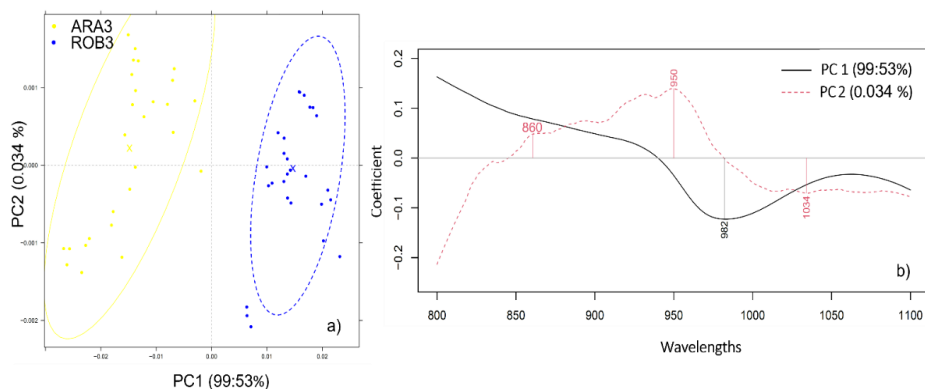 ARA3
ROB3
PC2 (0.034 %)
0.001
0.000
-0.001
-0.002
a)
-0.02
-0.01
0.00
0.01
0.02
PC1 (99:53%)
Coefficient
0.2
0.1
0.0
-0.1
-0.2
PC 1 (99:53%)
PC 2 (0.034 %)
860
950
982
1034
b)
800
850
900
950
1000
1050
1100
Wavelengths